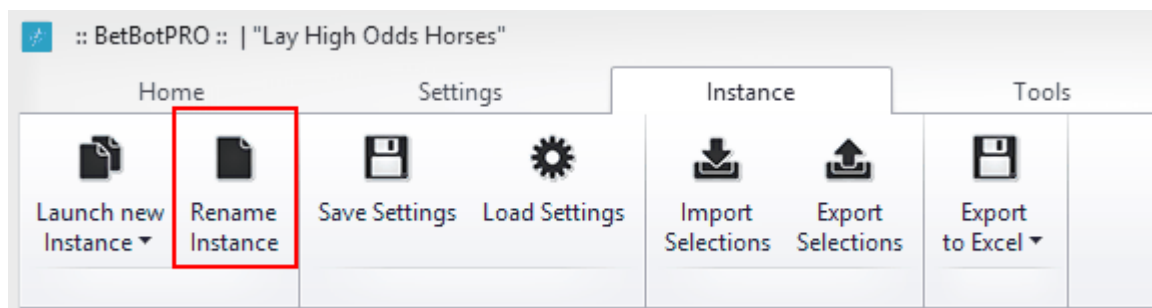 :: BetBotPRO :: | "Lay High Odds Horses"
Home Settings Instance Tools
Launch new Rename Save Settings Load Settings Import Export Export
Instance Instance Selections Selections to Excel